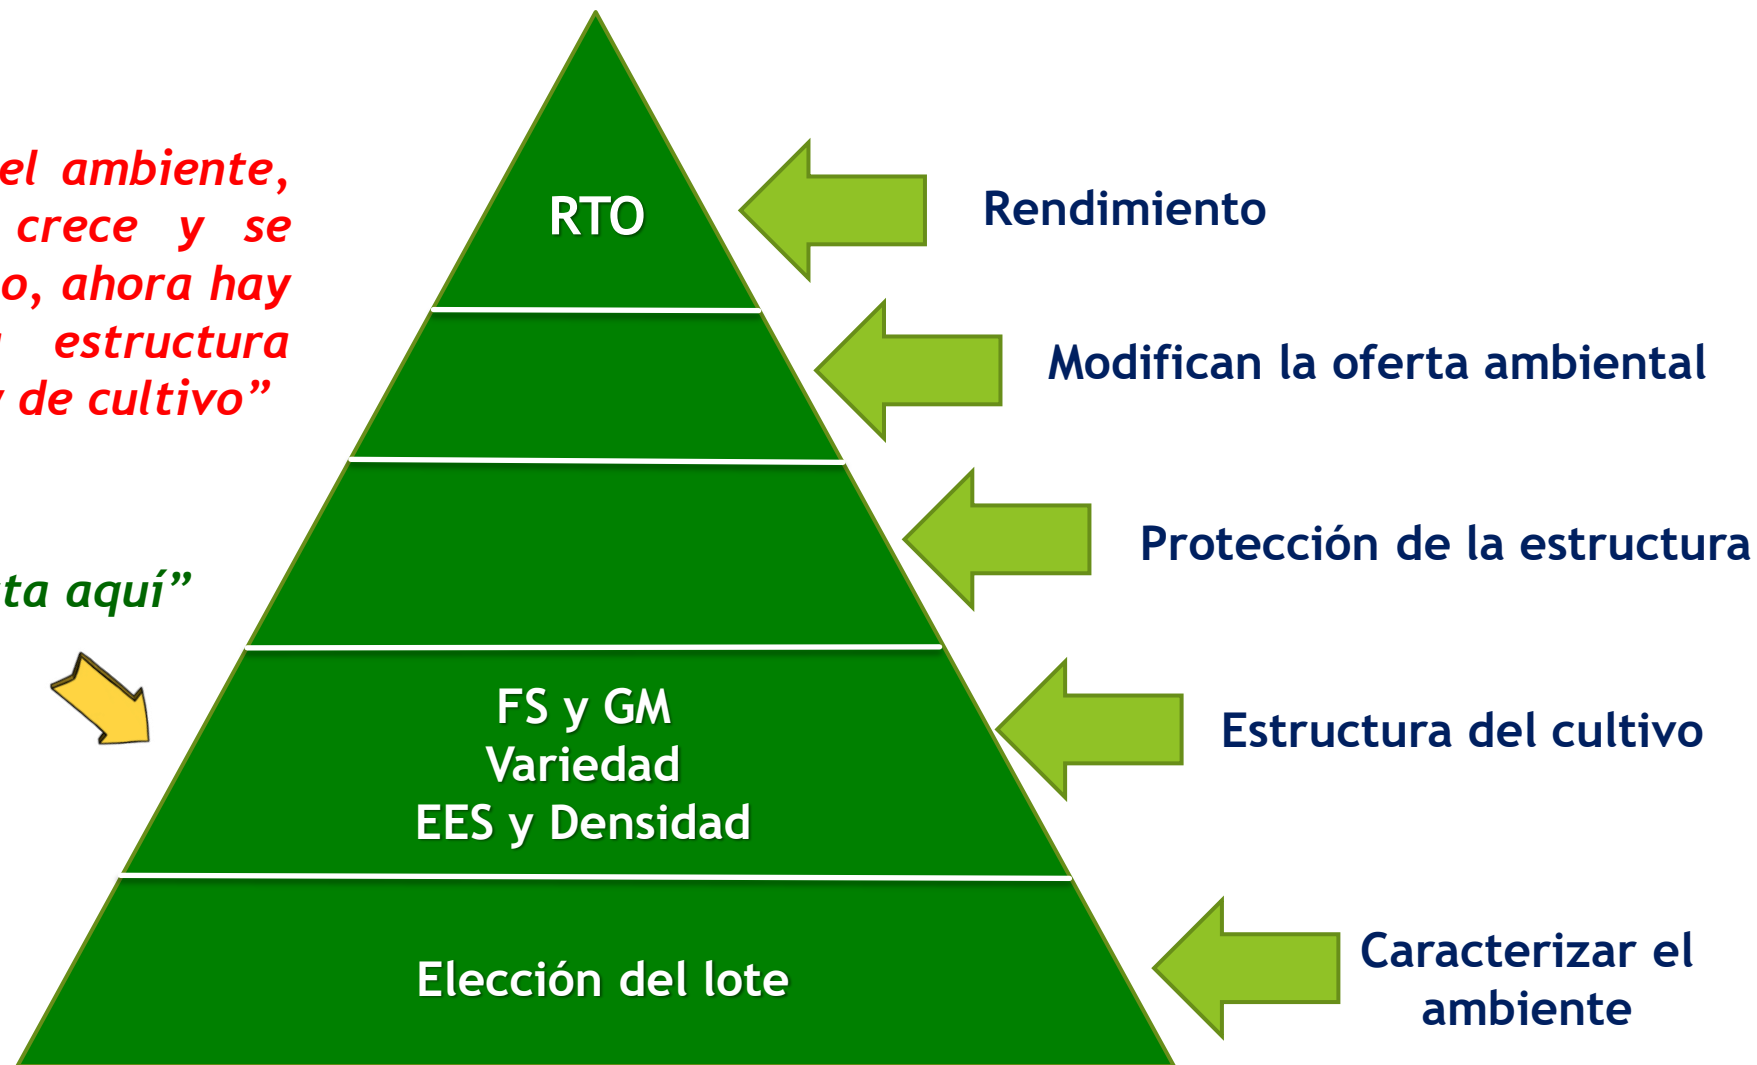 el ambiente,
crece y se
o, ahora hay
estructura
de cultivo”
ta aquí”
RTO
FS y GM
Variedad
EES y Densidad
Elección del lote
Rendimiento
Modifican la oferta ambiental
Protección de la estructura
Estructura del cultivo
Caracterizar el
ambiente